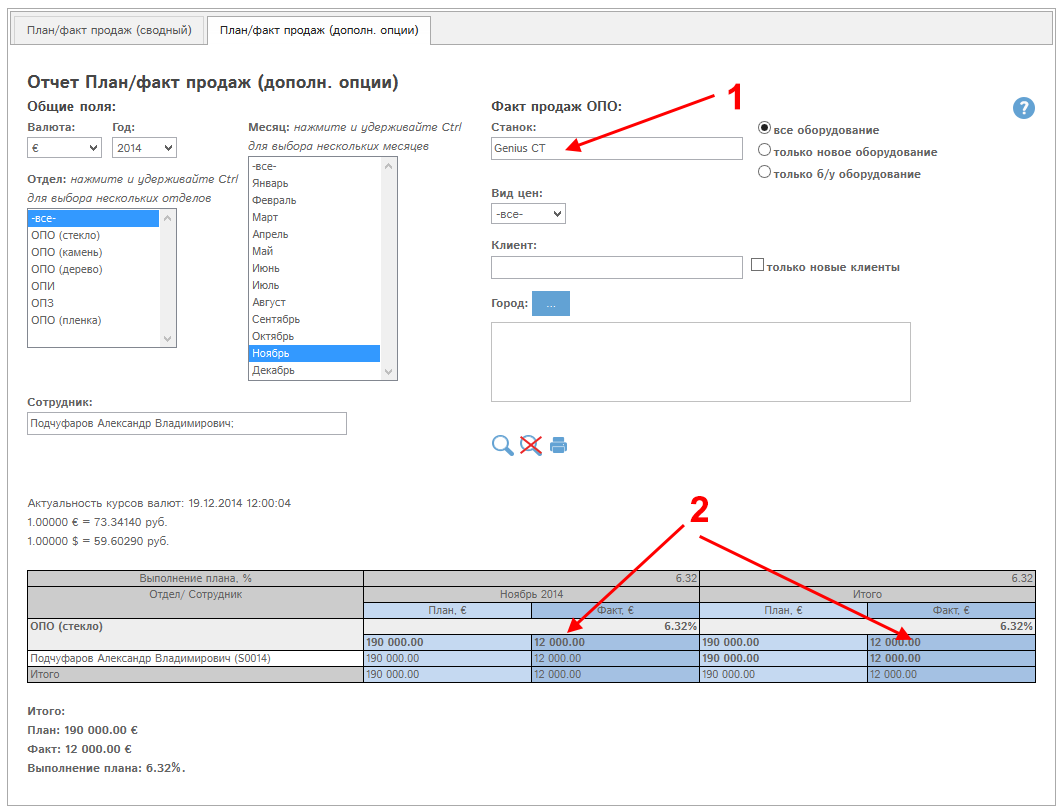 План/факт продаж (сводный)
План/факт продаж (дополн. опции)
Отчет План/факт продаж (дополн. опции)
Общие поля:
Валюта:
Год:
€
2014
Отдел: нажмите и удерживайте Ctrl
для выбора нескольких отделов
-все-
ОПО (стекло)
ОПО (камень)
ОПО (дерево)
ОПИ
ОПЗ
ОПО (пленка)
Месяц: нажмите и удерживайте Ctrl
для выбора нескольких месяцев
-все-
Январь
Февраль
Март
Апрель
Май
Июнь
Июль
Август
Сентябрь
Октябрь
Ноябрь
Декабрь
Сотрудник:
Подчуфаров Александр Владимирович;
Факт продаж ОПО:
1
?
Станок:
Genius CT
все оборудование
только новое оборудование
только б/у оборудование
Вид цен:
-все-
Клиент:
только новые клиенты
Город:
...
Актуальность курсов валют: 19.12.2014 12:00:04
1.00000 € = 73.34140 руб.
1.00000 $ = 59.60290 руб.
2
Выполнение плана, % 6.32 6.32
Отдел/ Сотрудник Ноябрь 2014 Итого
План, € Факт, € План, € Факт, €
ОПО (стекло) 6.32% 6.32%
190 000.00 12 000.00 190 000.00 12 000.00
Подчуфаров Александр Владимирович (S0014) 190 000.00 12 000.00 190 000.00 12 000.00
Итого 190 000.00 12 000.00 190 000.00 12 000.00
Итого:
План: 190 000.00 €
Факт: 12 000.00 €
Выполнение плана: 6.32%.